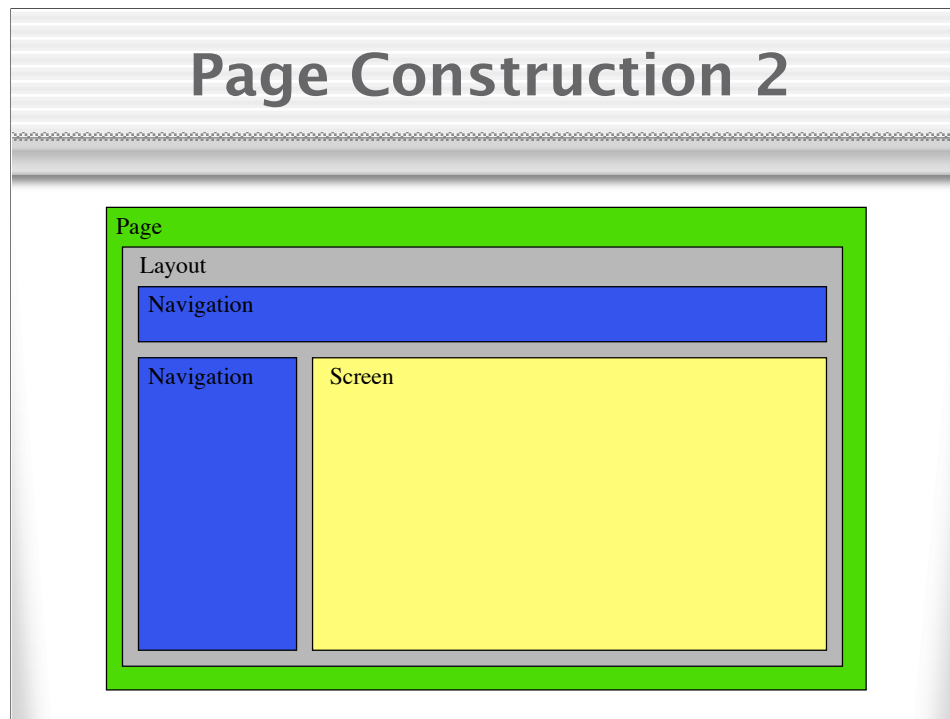 Page Construction 2
Page
Layout
Navigation
Navigation
Screen